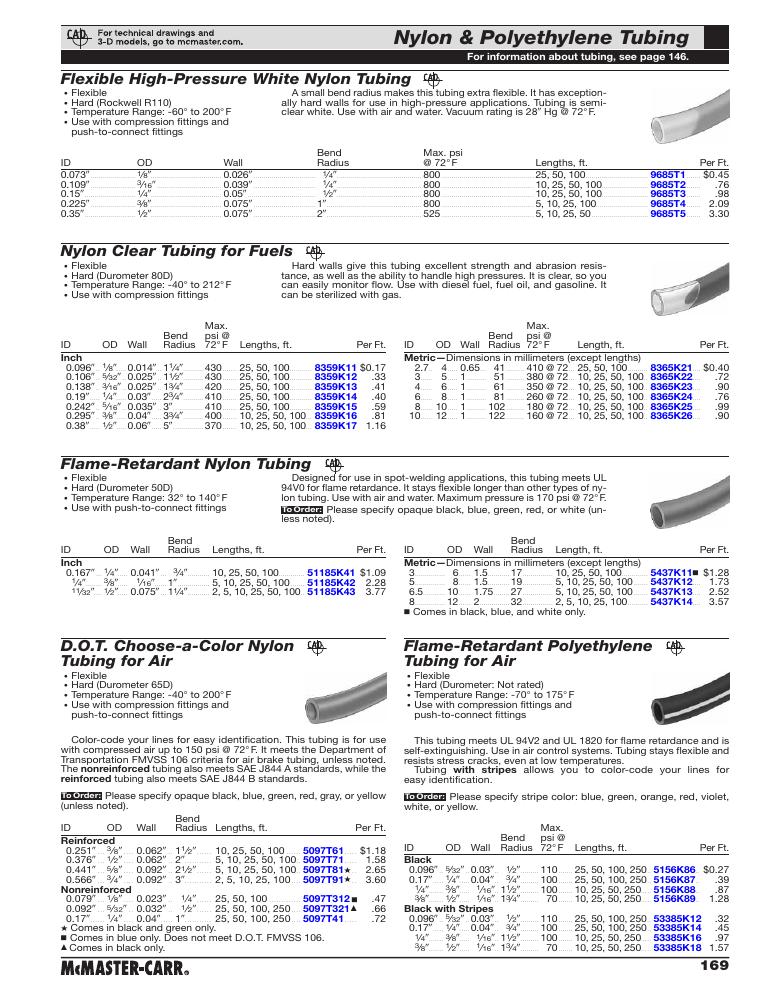 CAD For technical drawings and
3-D models, go to mcmaster.com.
Nylon & Polyethylene Tubing
For information about tubing, see page 146.
Flexible High-Pressure White Nylon Tubing CAD
• Flexible
• Hard (Rockwell R110)
• Temperature Range: -60° to 200° F
• Use with compression fittings and
push-to-connect fittings
A small bend radius makes this tubing extra flexible. It has exception-
ally hard walls for use in high-pressure applications. Tubing is semi-
clear white. Use with air and water. Vacuum rating is 28" Hg @ 72° F.
ID OD Wall Bend Radius Max. psi @ 72° F Lengths, ft. Per Ft.
0.073" 1/8" 0.026" 1/4" 800 25, 50, 100 9685T1 $0.45
0.109" 3/16" 0.039" 1/4" 800 10, 25, 50, 100 9685T2 .76
0.15" 1/4" 0.05" 1/2" 800 10, 25, 50, 100 9685T3 .98
0.225" 3/8" 0.075" 1" 800 5, 10, 25, 100 9685T4 2.09
0.35" 1/2" 0.075" 2" 525 5, 10, 25, 50 9685T5 3.30
Nylon Clear Tubing for Fuels CAD
• Flexible
• Hard (Durometer 80D)
• Temperature Range: -40° to 212° F
• Use with compression fittings
Hard walls give this tubing excellent strength and abrasion resis-
tance, as well as the ability to handle high pressures. It is clear, so you
can easily monitor flow. Use with diesel fuel, fuel oil, and gasoline. It
can be sterilized with gas.
ID OD Wall Bend Radius Max. psi @ 72° F Lengths, ft. Per Ft.
Inch
0.096" 1/8" 0.014" 1 1/4" 430 25, 50, 100 8359K11 $0.17
0.106" 5/32" 0.025" 1 1/2" 430 25, 50, 100 8359K12 .33
0.138" 3/16" 0.025" 1 3/4" 420 25, 50, 100 8359K13 .41
0.19" 1/4" 0.03" 2 3/4" 410 25, 50, 100 8359K14 .40
0.242" 5/16" 0.035" 3" 410 25, 50, 100 8359K15 .59
0.295" 3/8" 0.04" 3 3/4" 400 10, 25, 50, 100 8359K16 .81
0.38" 1/2" 0.06" 5" 370 10, 25, 50, 100 8359K17 1.16
ID OD Wall Bend Radius Max. psi @ 72° F Lengths, ft. Per Ft.
Metric—Dimensions in millimeters (except lengths)
2.7 4 0.65 41 410 @ 72 25, 50, 100 8365K21 $0.40
3 5 1 51 380 @ 72 10, 25, 50, 100 8365K22 .72
4 6 1 61 350 @ 72 10, 25, 50, 100 8365K23 .90
6 8 1 81 260 @ 72 10, 25, 50, 100 8365K24 .76
8 10 1 102 180 @ 72 10, 25, 50, 100 8365K25 .99
10 12 1 122 160 @ 72 10, 25, 50, 100 8365K26 .90
Flame-Retardant Nylon Tubing CAD
• Flexible
• Hard (Durometer 50D)
• Temperature Range: 32° to 140° F
• Use with push-to-connect fittings
Designed for use in spot-welding applications, this tubing meets UL
94V0 for flame retardance. It stays flexible longer than other types of ny-
lon tubing. Use with air and water. Maximum pressure is 170 psi @ 72° F.
To Order: Please specify opaque black, blue, green, red, or white (un-
less noted).
ID OD Wall Bend Radius Lengths, ft. Per Ft.
Inch
0.167" 1/4" 0.041" 3/4" 10, 25, 50, 100 51185K41 $1.09
1/4" 3/8" 1/16" 1" 5, 10, 25, 50, 100 51185K42 2.28
11/32" 1/2" 0.075" 1 1/4" 2, 5, 10, 25, 50, 100 51185K43 3.77
ID OD Wall Bend Radius Lengths, ft. Per Ft.
Metric—Dimensions in millimeters (except lengths)
3 6 1.5 17 10, 25, 50, 100 5437K11■ $1.28
5 8 1.5 19 5, 10, 25, 50, 100 5437K12 1.73
6.5 10 1.75 27 5, 10, 25, 50, 100 5437K13 2.52
8 12 2 32 2, 5, 10, 25, 100 5437K14 3.57
■ Comes in black, blue, and white only.
D.O.T. Choose-a-Color Nylon CAD
Tubing for Air
• Flexible
• Hard (Durometer 65D)
• Temperature Range: -40° to 200° F
• Use with compression fittings and
push-to-connect fittings
Color-code your lines for easy identification. This tubing is for use
with compressed air up to 150 psi @ 72° F. It meets the Department of
Transportation FMVSS 106 criteria for air brake tubing, unless noted.
The nonreinforced tubing also meets SAE J844 A standards, while the
reinforced tubing also meets SAE J844 B standards.
To Order: Please specify opaque black, blue, green, red, gray, or yellow
(unless noted).
ID OD Wall Bend Radius Lengths, ft. Per Ft.
Reinforced
0.251" 3/8" 0.062" 1 1/2" 10, 25, 50, 100 5097T61 $1.18
0.376" 1/2" 0.062" 2" 5, 10, 25, 50, 100 5097T71 1.58
0.441" 5/8" 0.092" 2 1/2" 5, 10, 25, 50, 100 5097T81★ 2.65
0.566" 3/4" 0.092" 3" 2, 5, 10, 25, 100 5097T91★ 3.60
Nonreinforced
0.079" 1/8" 0.023" 1/4" 25, 50, 100 5097T312■ .47
0.092" 5/32" 0.032" 1/2" 25, 50, 100 5097T321▲ .66
0.17" 1/4" 0.04" 1" 25, 50, 100 5097T41 .72
★ Comes in black and green only.
■ Comes in blue only. Does not meet D.O.T. FMVSS 106.
▲ Comes in black only.
Flame-Retardant Polyethylene CAD
Tubing for Air
• Flexible
• Hard (Durometer: Not rated)
• Temperature Range: -70° to 175° F
• Use with compression fittings and
push-to-connect fittings
This tubing meets UL 94V2 and UL 1820 for flame retardance and is
self-extinguishing. Use in air control systems. Tubing stays flexible and
resists stress cracks, even at low temperatures.
Tubing with stripes allows you to color-code your lines for
easy identification.
To Order: Please specify stripe color: blue, green, orange, red, violet,
white, or yellow.
ID OD Wall Bend Radius Max. psi @ 72° F Lengths, ft. Per Ft.
Black
0.096" 5/32" 0.03" 1/2" 110 25, 50, 100, 250 5156K86 $0.27
0.17" 1/4" 0.04" 3/4" 100 25, 50, 100, 250 5156K87 .39
1/4" 3/8" 1/16" 1 1/2" 100 10, 25, 50, 250 5156K88 .87
3/8" 1/2" 1/16" 1 3/4" 70 10, 25, 50, 100 5156K89 1.28
Black with Stripes
0.096" 5/32" 0.03" 1/2" 110 25, 50, 100, 250 53385K12 .32
0.17" 1/4" 0.04" 3/4" 100 25, 50, 100, 250 53385K14 .45
1/4" 3/8" 1/16" 1 1/2" 100 10, 25, 50, 250 53385K16 .97
3/8" 1/2" 1/16" 1 3/4" 70 10, 25, 50, 250 53385K18 1.57
McMASTER-CARR®
169